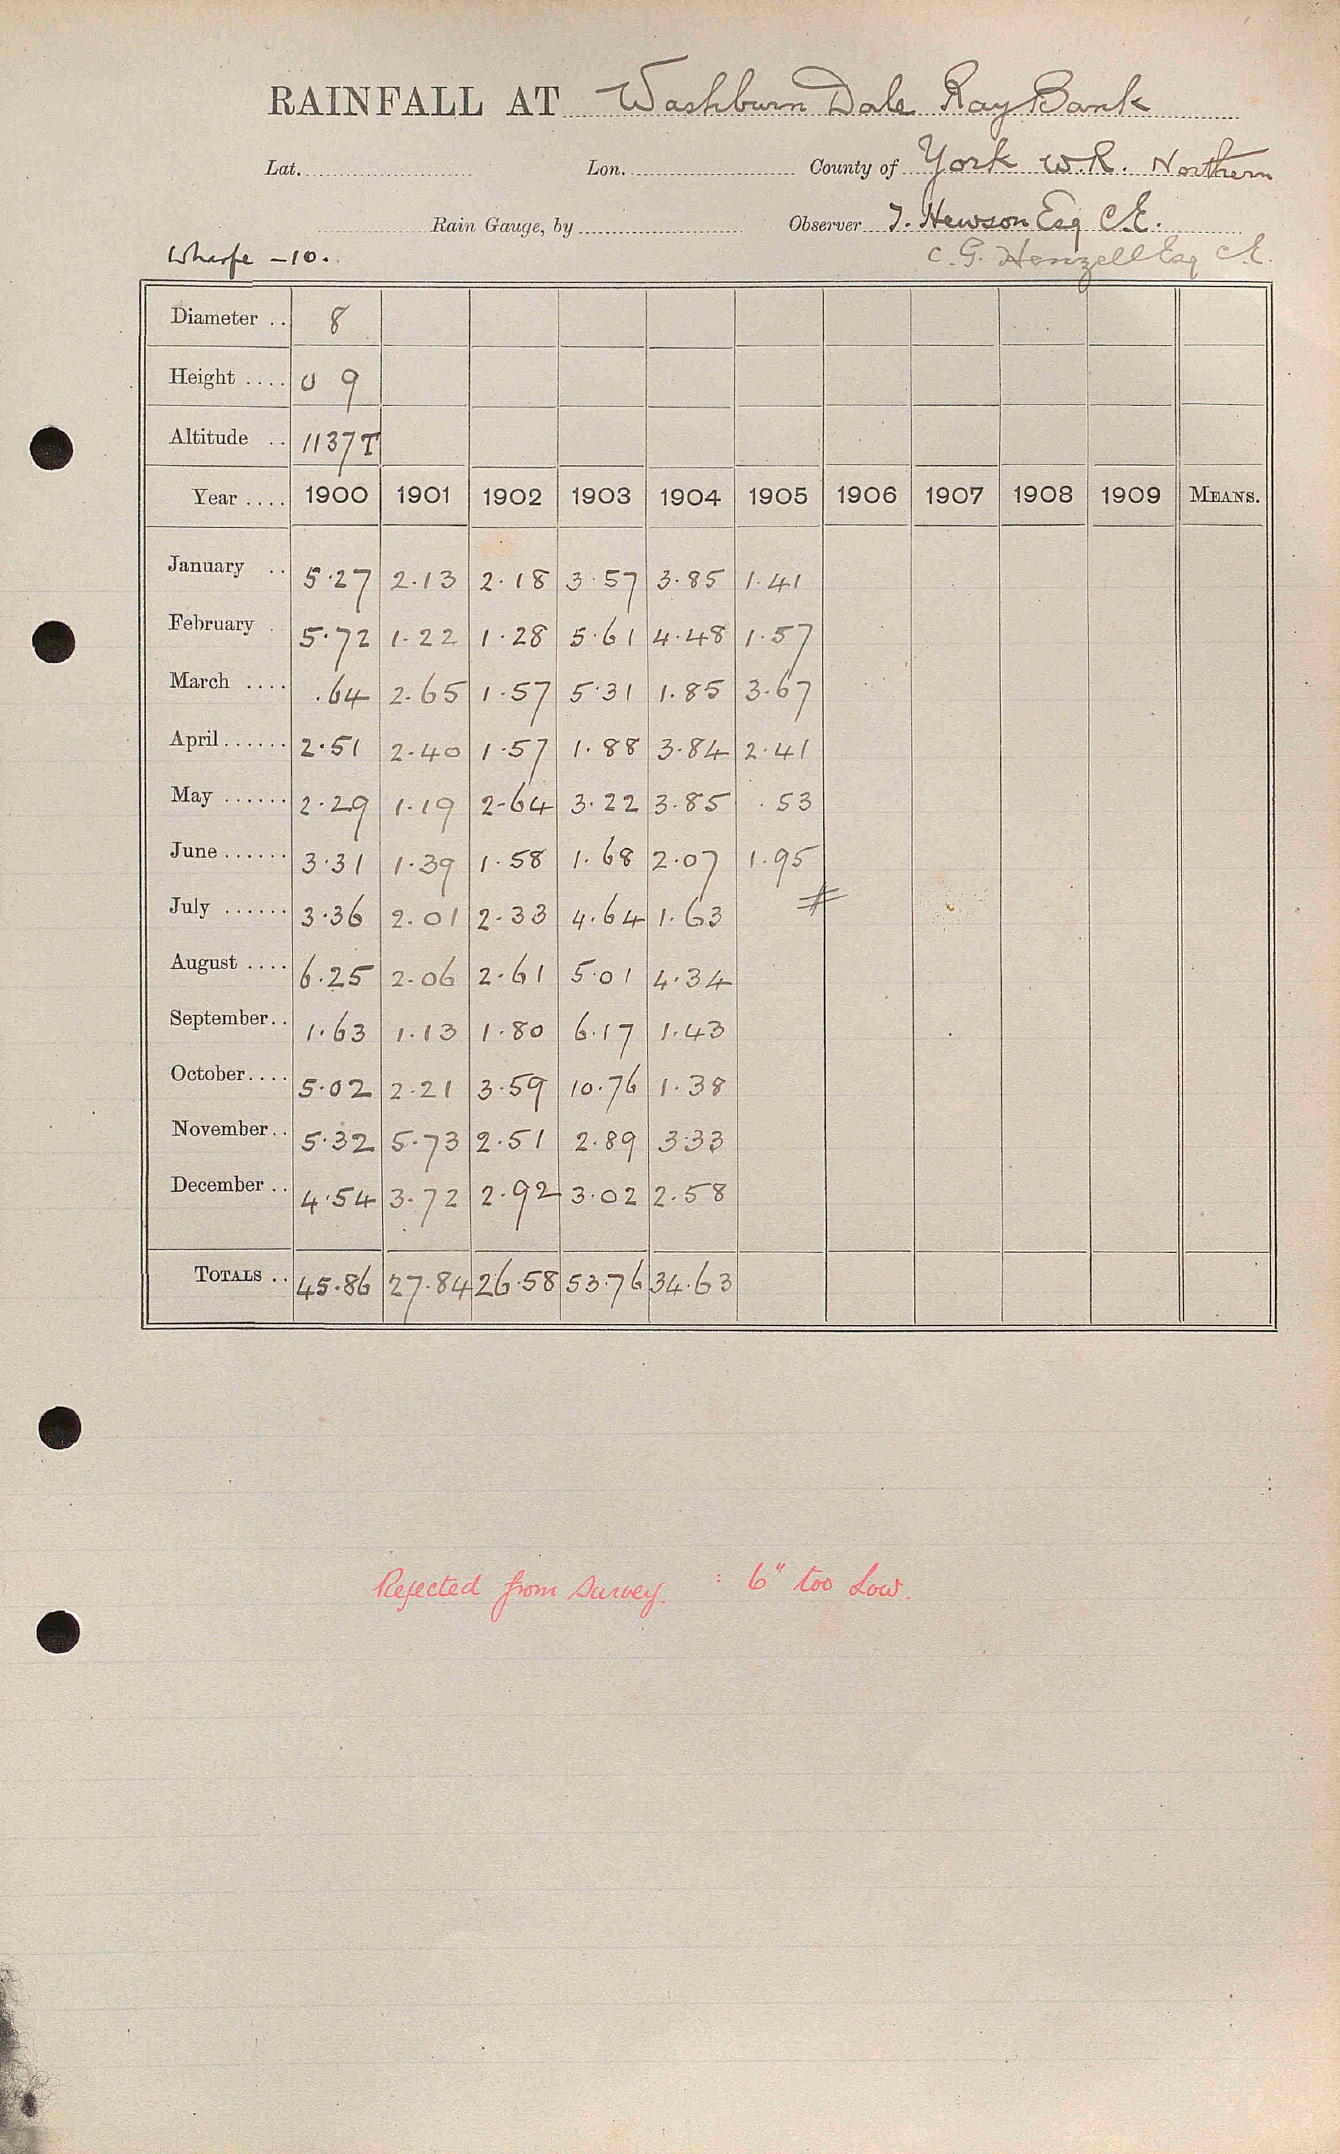 RAINFALL AT Washburn Dale Ray Bank
Lat. Lon. County of York W.R. Northern
Rain Gauge, by Observer T. Hewson Esq C.E.
Wharfe - 10. C. G. Henzell Esq C.E.
Diameter .. 8
Height .... 0 9
Altitude .. 1137 T
Year .... 1900 1901 1902 1903 1904 1905 1906 1907 1908 1909 MEANS.
January .. 5.27 2.13 2.18 3.57 3.85 1.41
February .. 5.72 1.22 1.28 5.61 4.48 1.57
March .... .64 2.65 1.57 5.31 1.85 3.67
April ...... 2.51 2.40 1.57 1.88 3.84 2.41
May ...... 2.29 1.19 2.64 3.22 3.85 .53
June ...... 3.31 1.39 1.58 1.68 2.07 1.95
July ...... 3.36 2.01 2.33 4.64 1.63 #
August .... 6.25 2.06 2.61 5.01 4.34
September.. 1.63 1.13 1.80 6.17 1.43
October.... 5.02 2.21 3.59 10.76 1.38
November.. 5.32 5.73 2.51 2.89 3.33
December .. 4.54 3.72 2.92 3.02 2.58
TOTALS .. 45.86 27.84 26.58 53.76 34.63
Rejected from survey. : 6" too low.